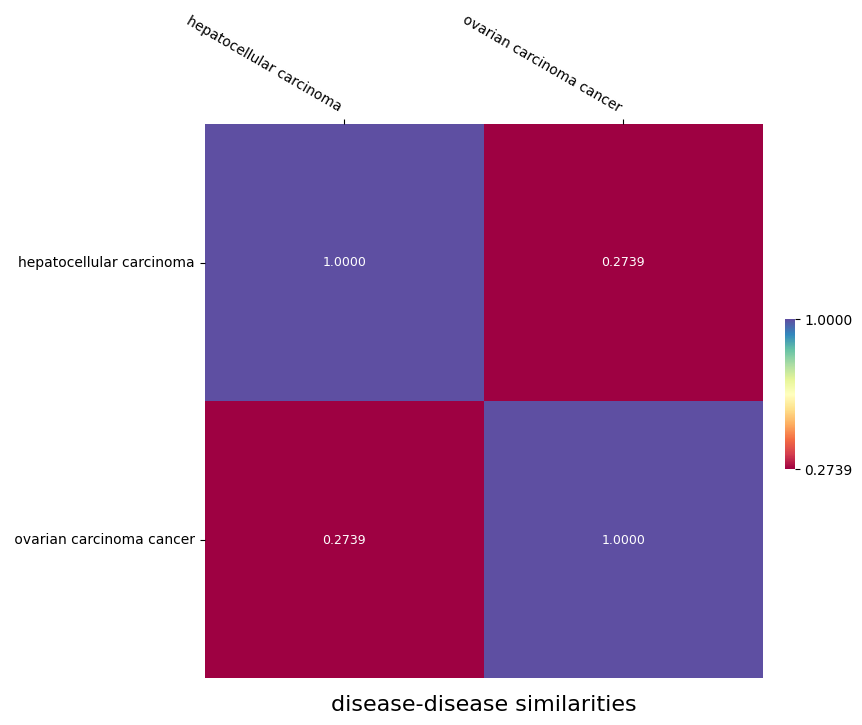 hepatocellular carcinoma
ovarian carcinoma cancer
hepatocellular carcinoma
1.0000
0.2739
1.0000
0.2739
ovarian carcinoma cancer
0.2739
1.0000
disease-disease similarities